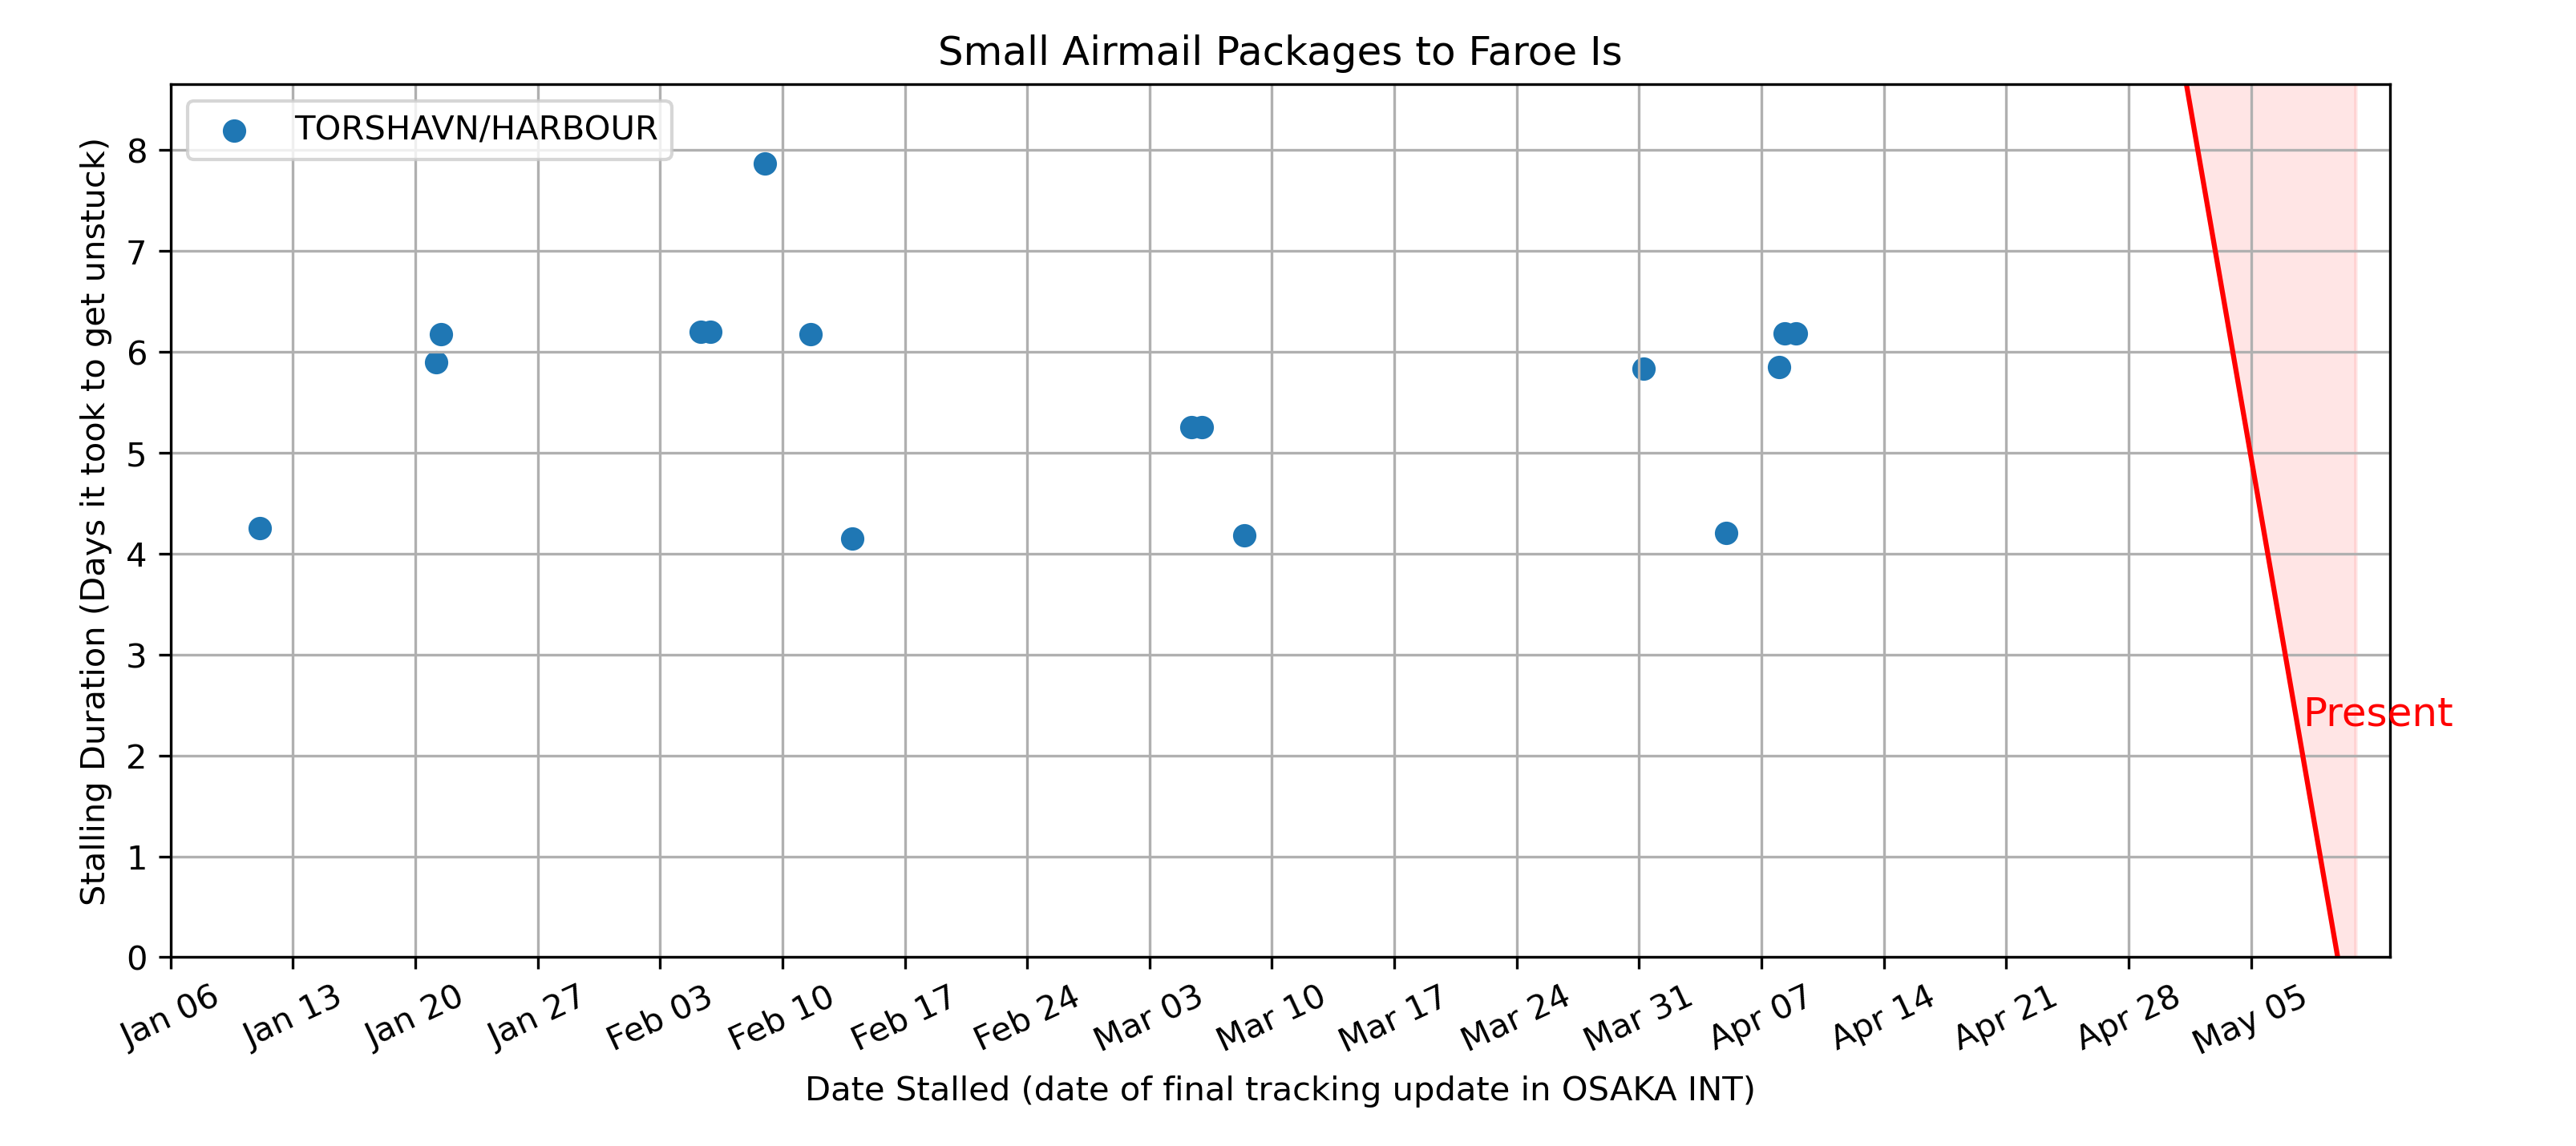 Small Airmail Packages to Faroe Is
TORSHAVN/HARBOUR
Stalling Duration (Days it took to get unstuck)
8
7
6
5
4
3
2
1
0
Present
Jan 06
Jan 13
Jan 20
Jan 27
Feb 03
Feb 10
Feb 17
Feb 24
Mar 03
Mar 10
Mar 17
Mar 24
Mar 31
Apr 07
Apr 14
Apr 21
Apr 28
May 05
Date Stalled (date of final tracking update in OSAKA INT)